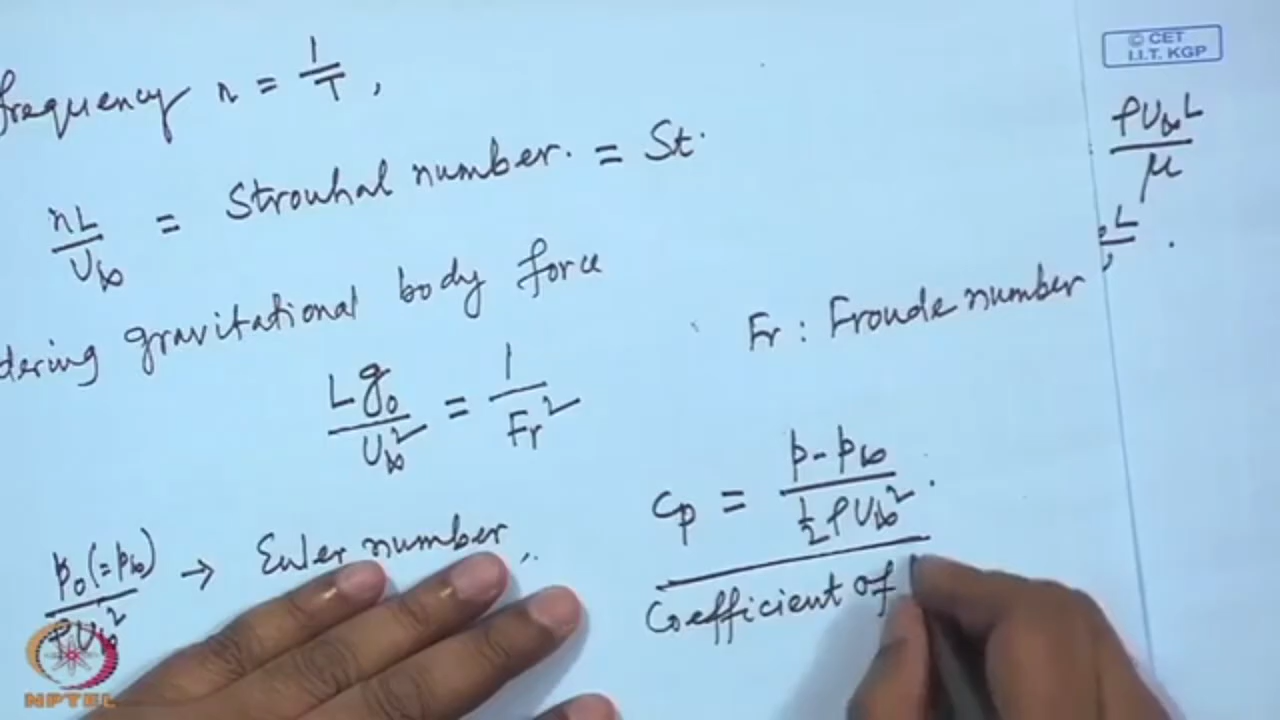 frequency n = 1/T ,
© CET
I.I.T. KGP
ρU∞L/μ
nL/U∞ = Strouhal number. = St.
L .
dering gravitational body force
Fr : Froude number
Lg₀/U∞² = 1/Fr²
Cp = p - p∞ / ½ρU∞² .
p₀(=p∞)/ρU∞² → Euler number
Coefficient of
NPTEL